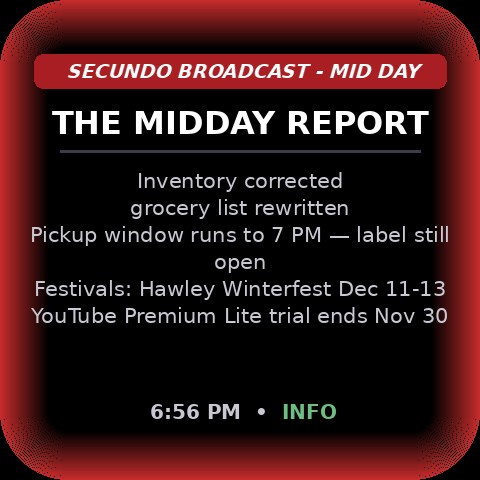 SECUNDO BROADCAST - MID DAY
THE MIDDAY REPORT
Inventory corrected
grocery list rewritten
Pickup window runs to 7 PM — label still
open
Festivals: Hawley Winterfest Dec 11-13
YouTube Premium Lite trial ends Nov 30
6:56 PM • INFO